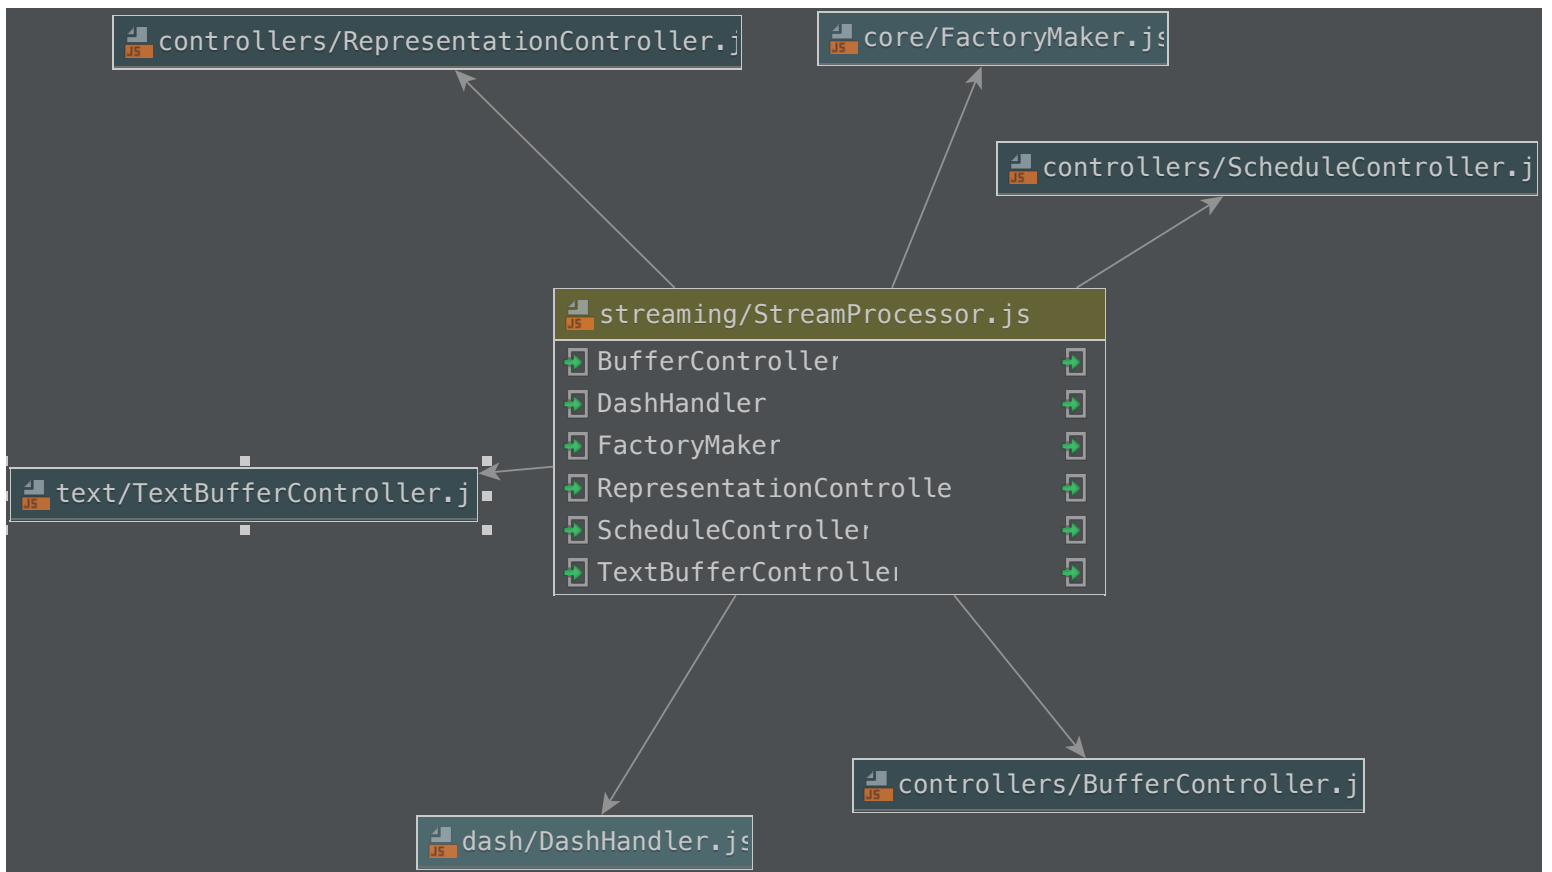 controllers/RepresentationController.j
core/FactoryMaker.js
controllers/ScheduleController.j
streaming/StreamProcessor.js
BufferController
DashHandler
FactoryMaker
RepresentationControlle
ScheduleController
TextBufferController
text/TextBufferController.j
controllers/BufferController.j
dash/DashHandler.js